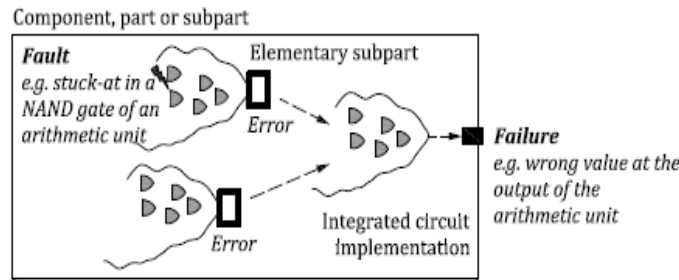 Component, part or subpart
Fault
e.g. stuck-at in a
NAND gate of an
arithmetic unit
Elementary subpart
Error
Error
Integrated circuit
implementation
Failure
e.g. wrong value at the
output of the
arithmetic unit